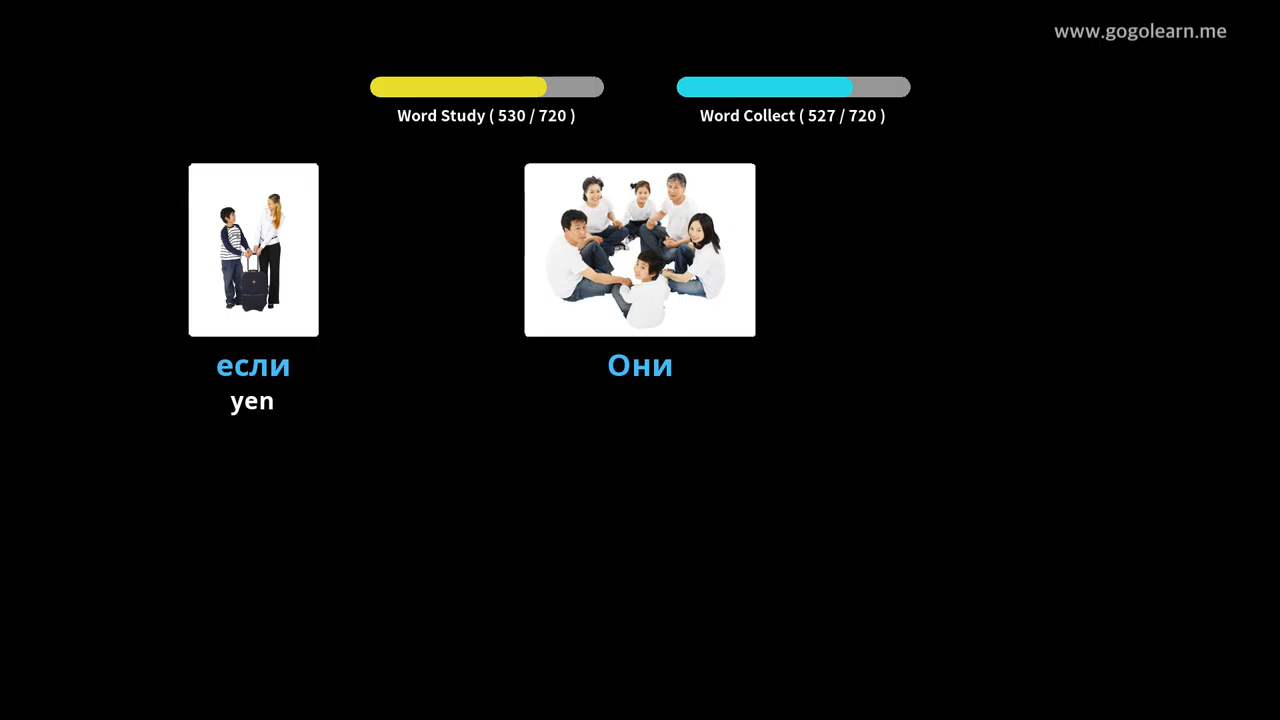 www.gogolearn.me
Word Study ( 530 / 720 )
Word Collect ( 527 / 720 )
если
yen
Они